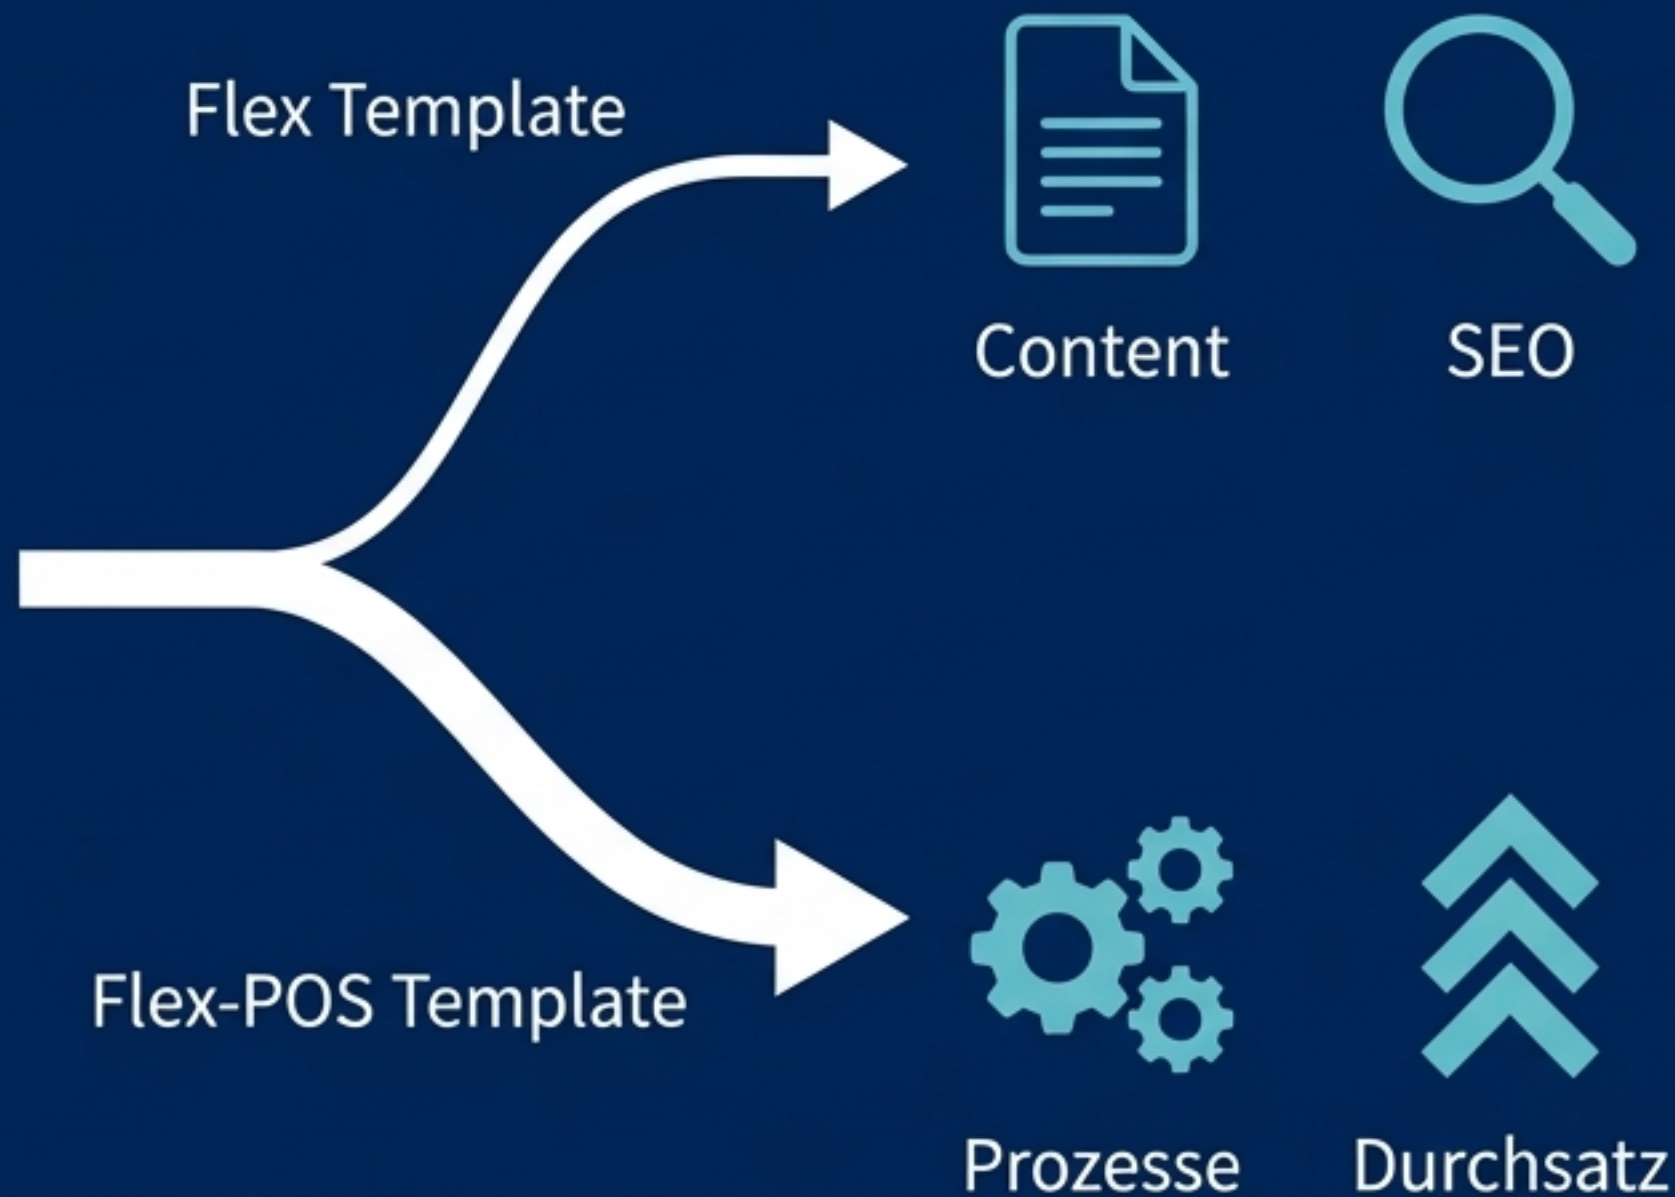 Flex Template
Content
SEO
Flex-POS Template
Prozesse
Durchsatz